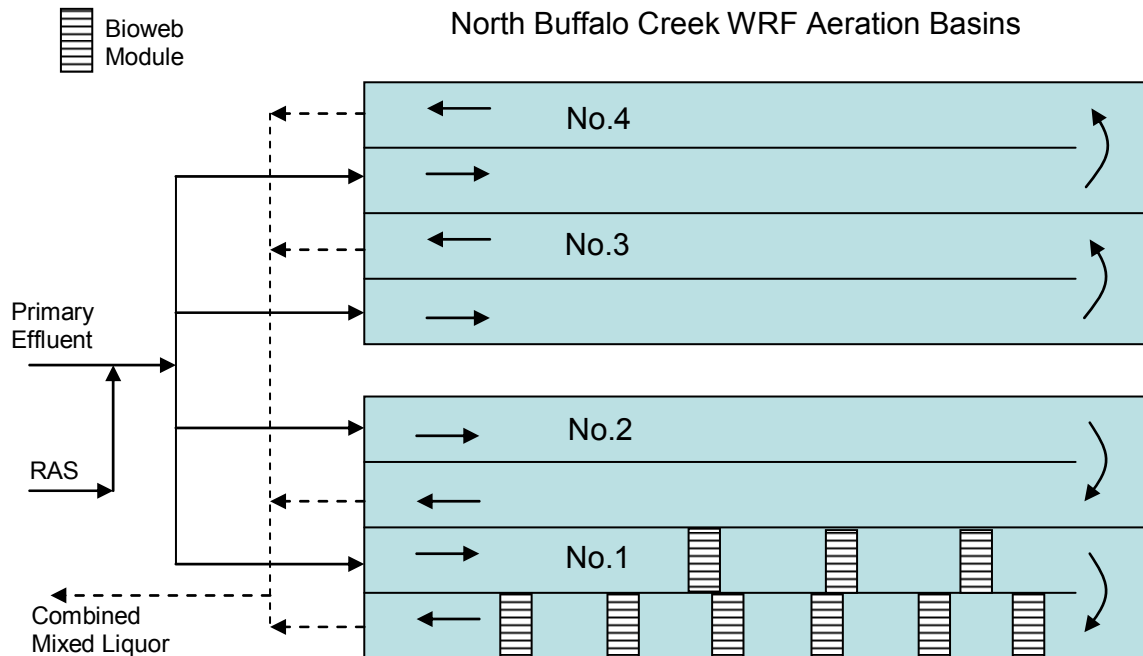 Bioweb
Module
North Buffalo Creek WRF Aeration Basins
No.4
No.3
Primary
Effluent
No.2
RAS
No.1
Combined
Mixed Liquor